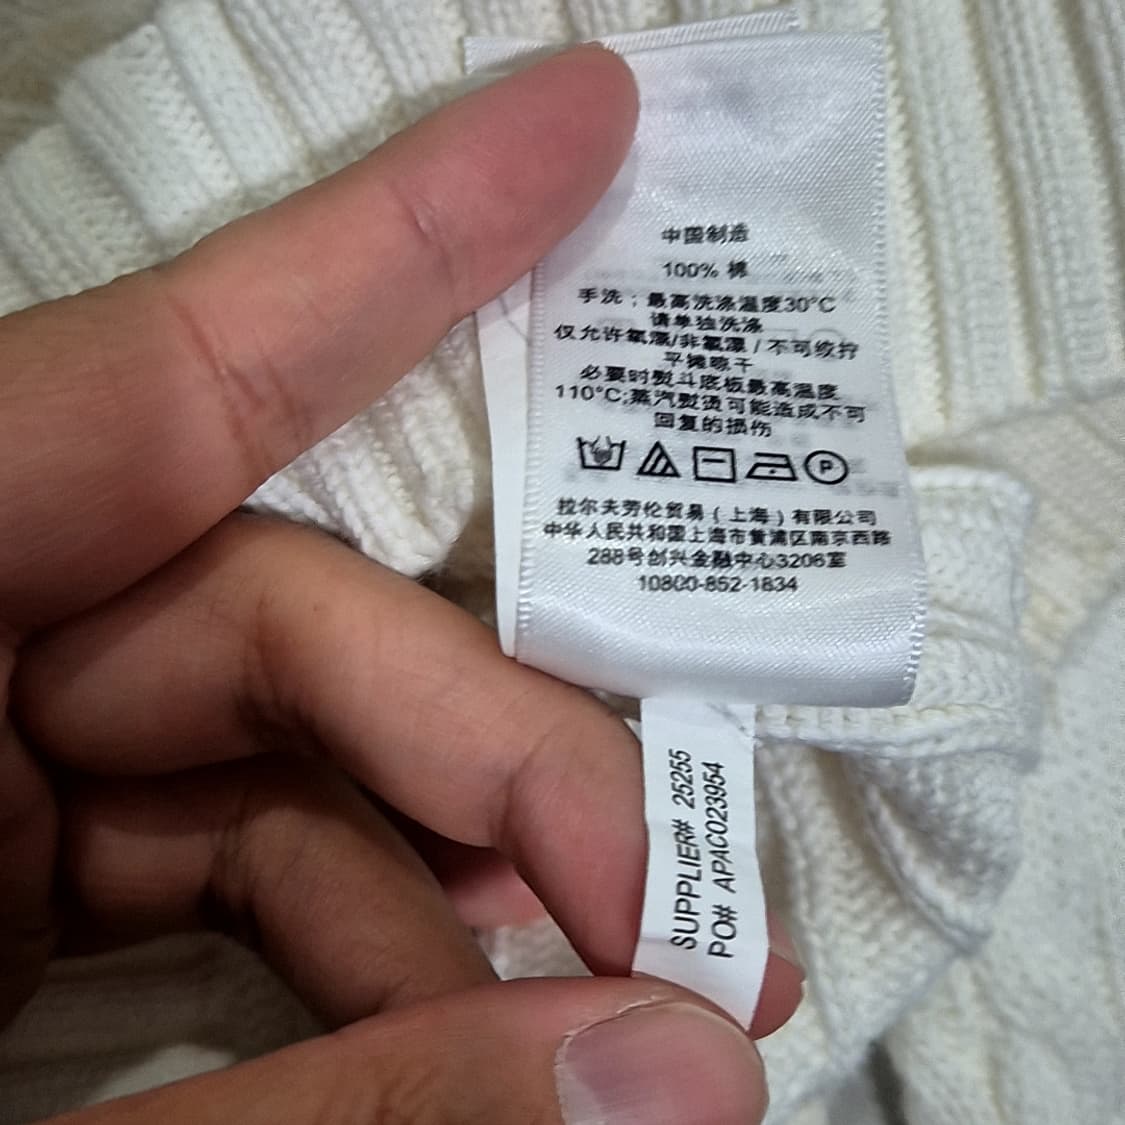 中国制造
100% 棉
手洗；最高洗涤温度30°C
请单独洗涤
仅允许氧漂/非氯漂 / 不可绞拧
平摊晾干
必要时熨斗底板最高温度
110°C;蒸汽熨烫可能造成不可
回复的损伤
P
拉尔夫劳伦贸易（上海）有限公司
中华人民共和国上海市黄浦区南京西路
288号创兴金融中心3206室
10800-852-1834
SUPPLIER# 25255
PO# APAC023954